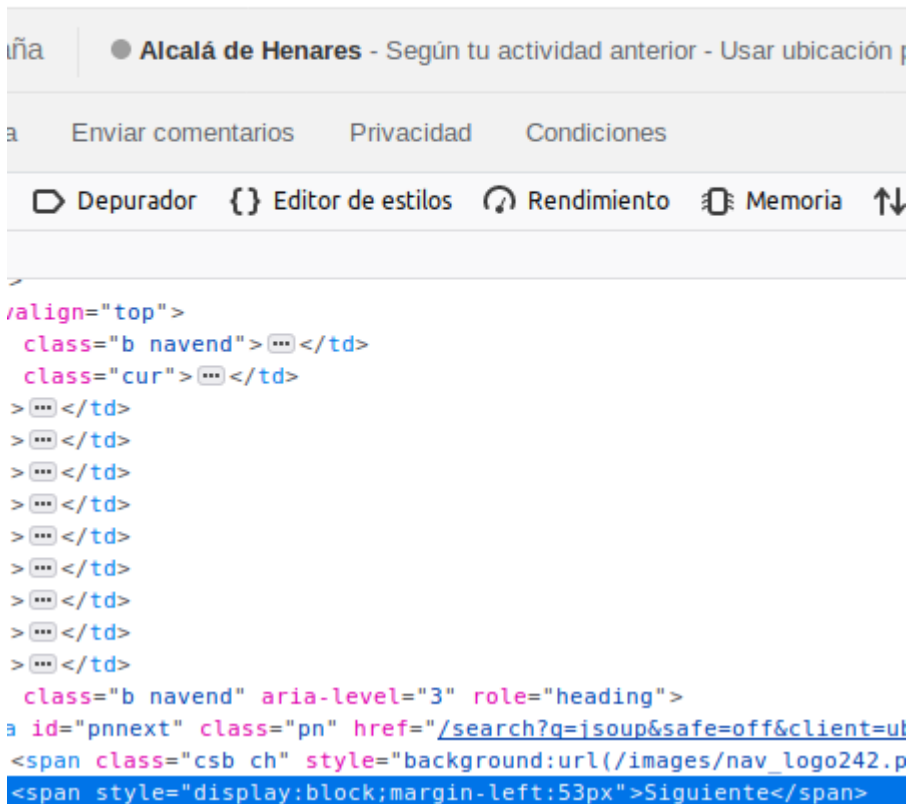 aña Alcalá de Henares - Según tu actividad anterior - Usar ubicación p
a Enviar comentarios Privacidad Condiciones
Depurador {} Editor de estilos Rendimiento Memoria
>
valign="top">
class="b navend">⋯</td>
class="cur">⋯</td>
>⋯</td>
>⋯</td>
>⋯</td>
>⋯</td>
>⋯</td>
>⋯</td>
>⋯</td>
>⋯</td>
>⋯</td>
class="b navend" aria-level="3" role="heading">
a id="pnnext" class="pn" href="/search?q=jsoup&safe=off&client=ub
<span class="csb ch" style="background:url(/images/nav_logo242.p
<span style="display:block;margin-left:53px">Siguiente</span>